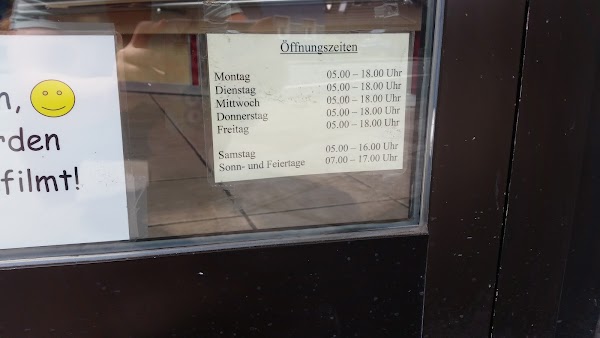 n,
rden
filmt!
Öffnungszeiten
Montag 05.00 – 18.00 Uhr
Dienstag 05.00 – 18.00 Uhr
Mittwoch 05.00 – 18.00 Uhr
Donnerstag 05.00 – 18.00 Uhr
Freitag 05.00 – 18.00 Uhr
Samstag 05.00 – 16.00 Uhr
Sonn- und Feiertage 07.00 – 17.00 Uhr